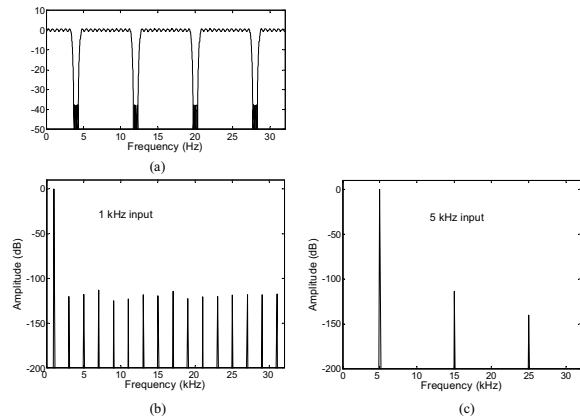 10
0
-10
-20
-30
-40
-50
0 5 10 15 20 25 30
Frequency (Hz)
(a)
0
-50
-100
-150
-200
Amplitude (dB)
1 kHz input
0 5 10 15 20 25 30
Frequency (kHz)
(b)
0
-50
-100
-150
-200
Amplitude (dB)
5 kHz input
0 5 10 15 20 25 30
Frequency (kHz)
(c)